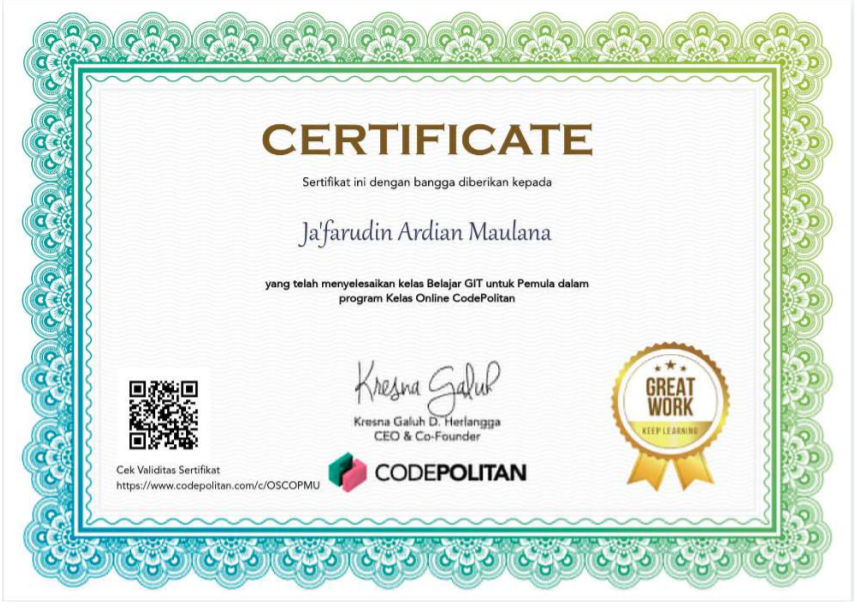 CERTIFICATE
Sertifikat ini dengan bangga diberikan kepada
Ja'farudin Ardian Maulana
yang telah menyelesaikan kelas Belajar GIT untuk Pemula dalam
program Kelas Online CodePolitan
Kresna Galuh
Kresna Galuh D. Herlangga
CEO & Co-Founder
CODEPOLITAN
Cek Validitas Sertifikat
https://www.codepolitan.com/c/OSCOPMU
GREAT
WORK
KEEP LEARNING